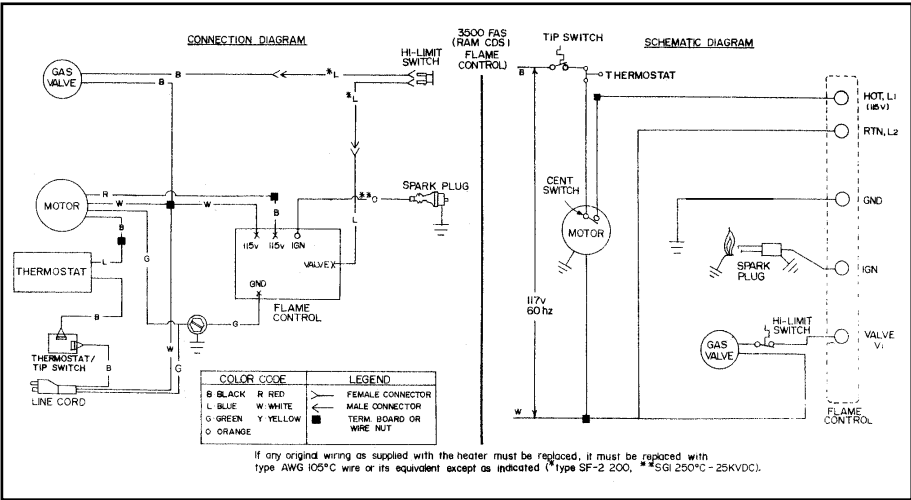 CONNECTION DIAGRAM
3500 FAS
(RAM CDS)
FLAME
CONTROL)
TIP SWITCH
SCHEMATIC DIAGRAM
HI-LIMIT
SWITCH
GAS
VALVE
B
B
*L
*L
B
THERMOSTAT
HOT, L1
(115V)
RTN, L2
MOTOR
R
W
W
B
B
**O
SPARK PLUG
L
115V
115V
IGN
VALVE
GND
FLAME
CONTROL
CENT
SWITCH
MOTOR
GND
SPARK
PLUG
IGN
THERMOSTAT
L
G
B
G
117v
60hz
HI-LIMIT
SWITCH
GAS
VALVE
VALVE
V1
THERMOSTAT/
TIP SWITCH
B
W
G
LINE CORD
W
FLAME
CONTROL
COLOR CODE
LEGEND
B BLACK R RED
FEMALE CONNECTOR
L BLUE W: WHITE
MALE CONNECTOR
G GREEN Y YELLOW
TERM. BOARD OR
WIRE NUT
O ORANGE
If any original wiring as supplied with the heater must be replaced, it must be replaced with
type AWG 105°C wire or its equivalent except as indicated (*type SF-2 200, **SGI 250°C - 25KVDC).